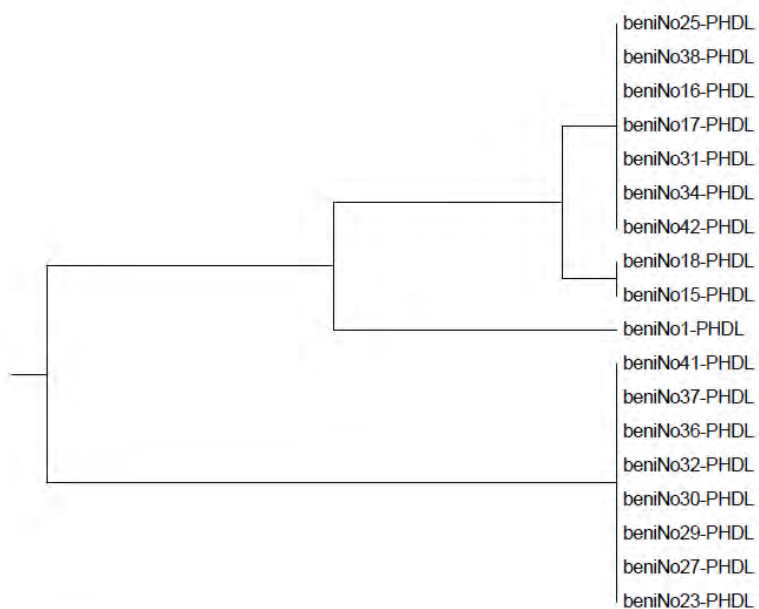 beniNo25-PHDL
beniNo38-PHDL
beniNo16-PHDL
beniNo17-PHDL
beniNo31-PHDL
beniNo34-PHDL
beniNo42-PHDL
beniNo18-PHDL
beniNo15-PHDL
beniNo1-PHDL
beniNo41-PHDL
beniNo37-PHDL
beniNo36-PHDL
beniNo32-PHDL
beniNo30-PHDL
beniNo29-PHDL
beniNo27-PHDL
beniNo23-PHDL